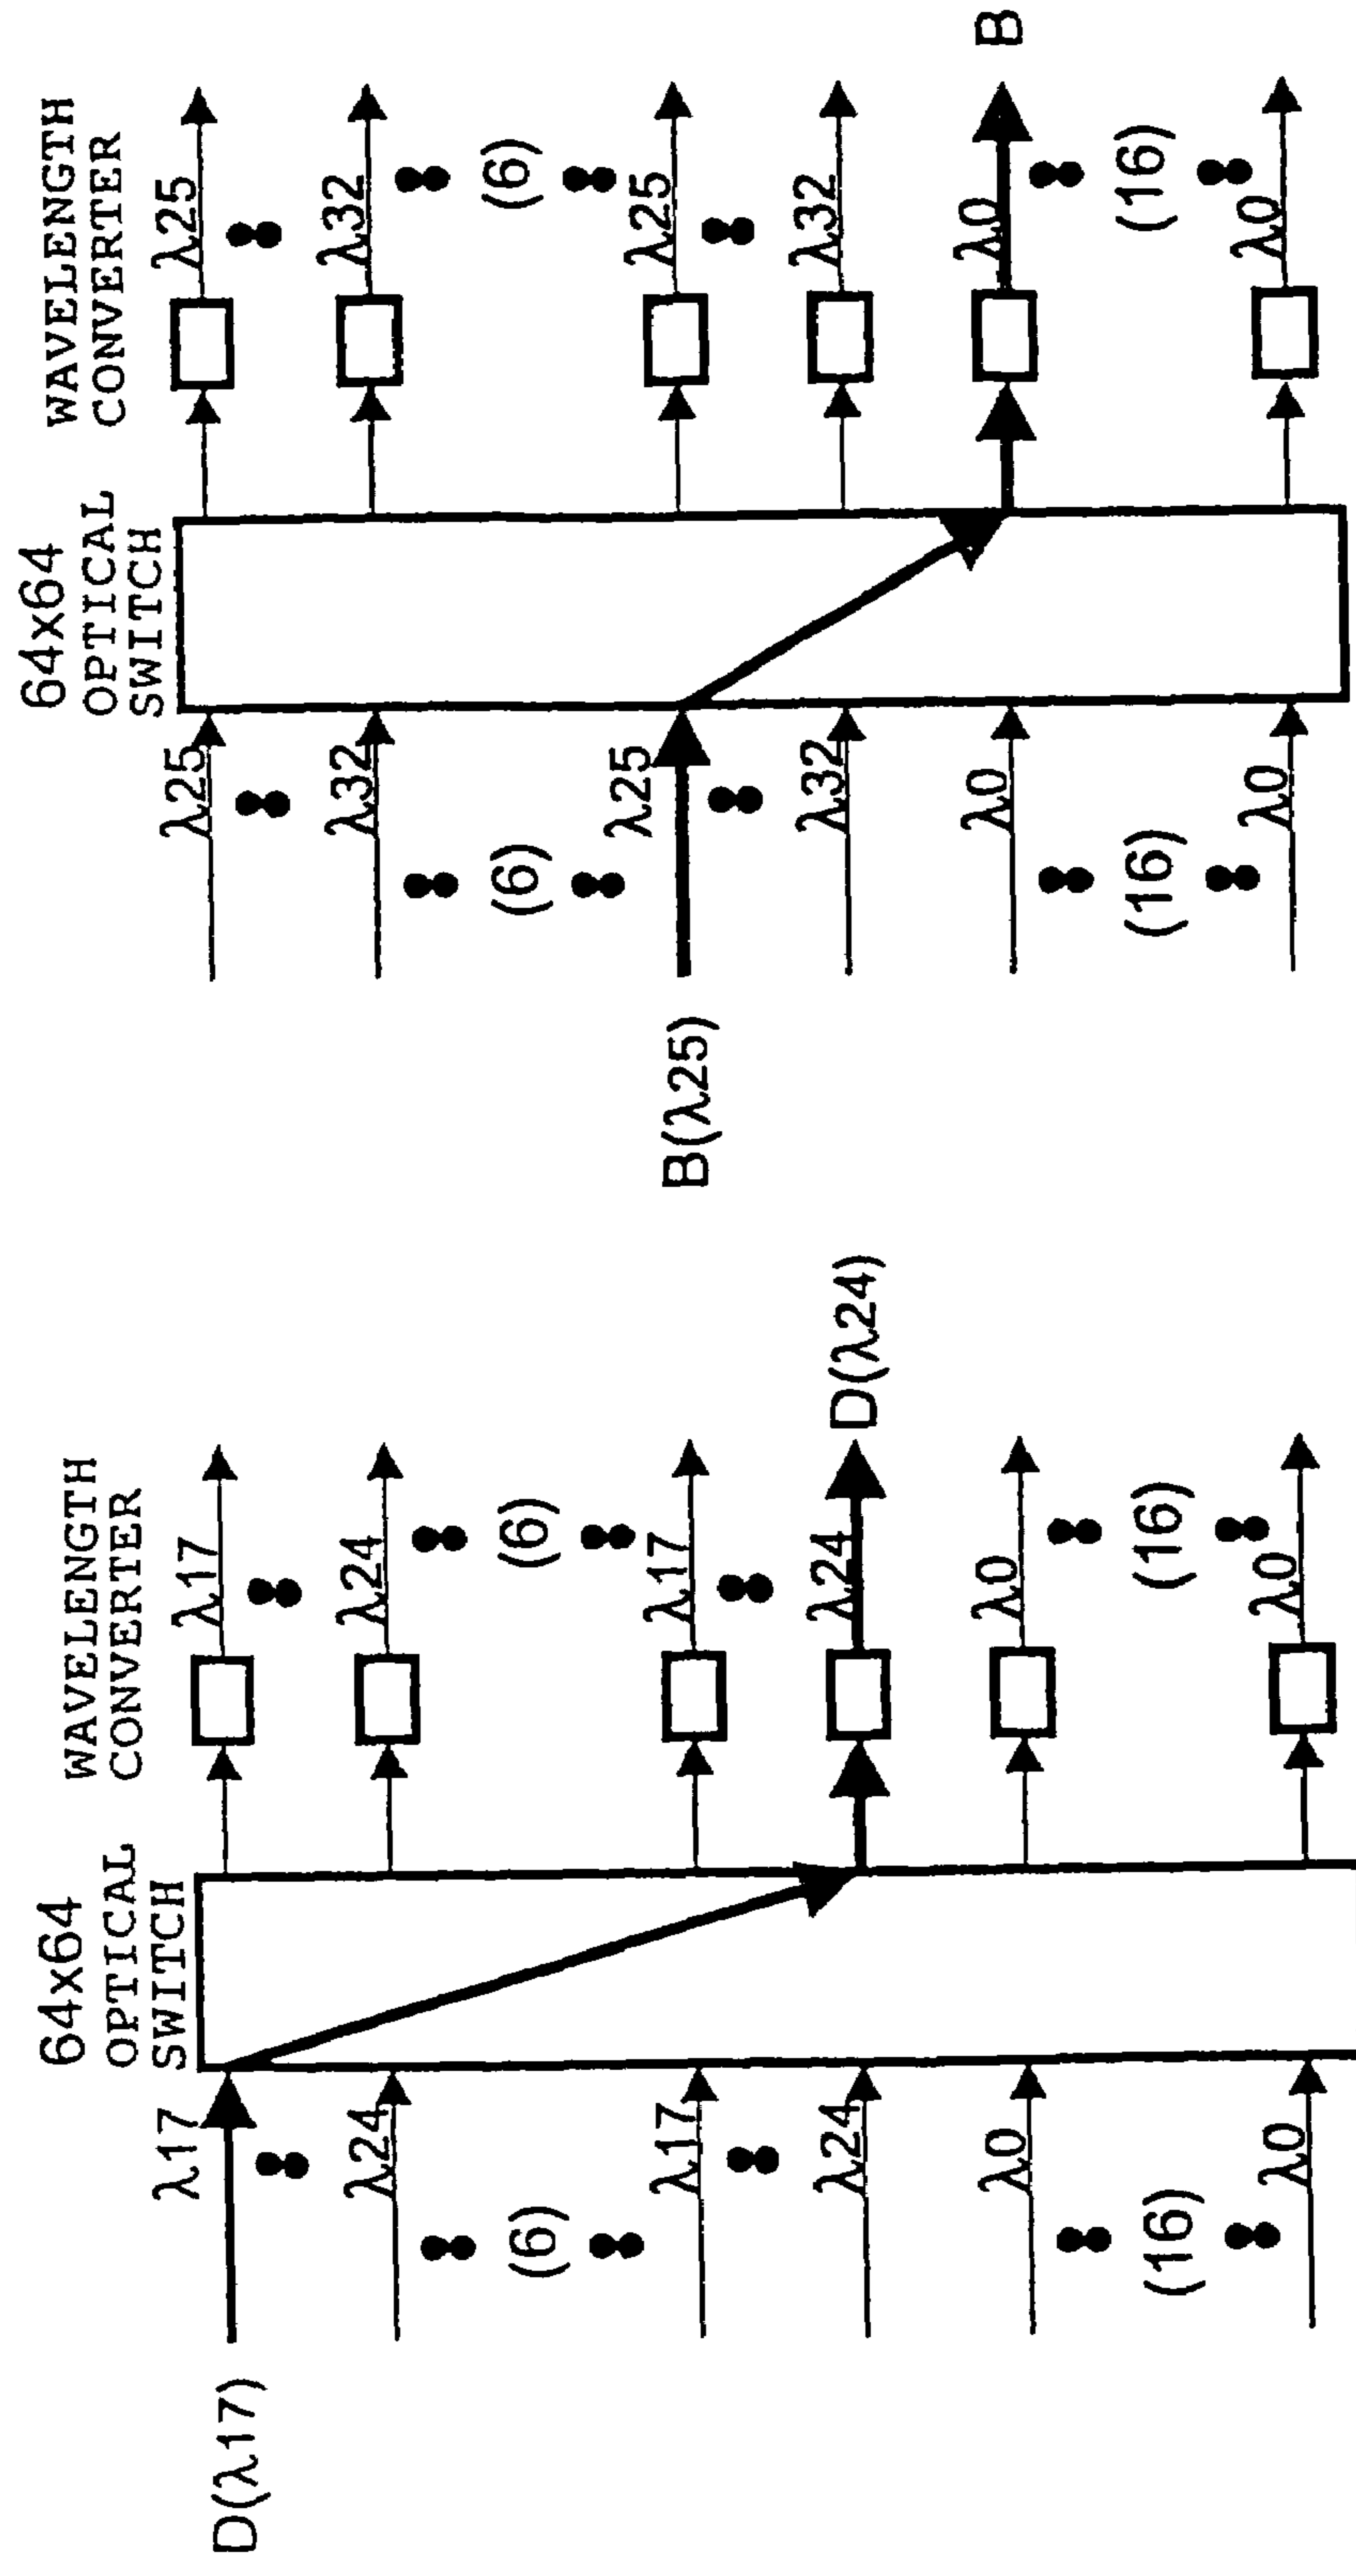 64x64
OPTICAL
SWITCH
WAVELENGTH
CONVERTER
D(λ17)
λ17
λ17
λ24
λ24
(6)
(6)
λ17
λ17
λ24
λ24
D(λ24)
λ0
λ0
(16)
(16)
λ0
λ0
64x64
OPTICAL
SWITCH
WAVELENGTH
CONVERTER
λ25
λ25
λ32
λ32
(6)
(6)
B(λ25)
λ25
λ25
λ32
λ32
λ0
λ0
B
(16)
(16)
λ0
λ0